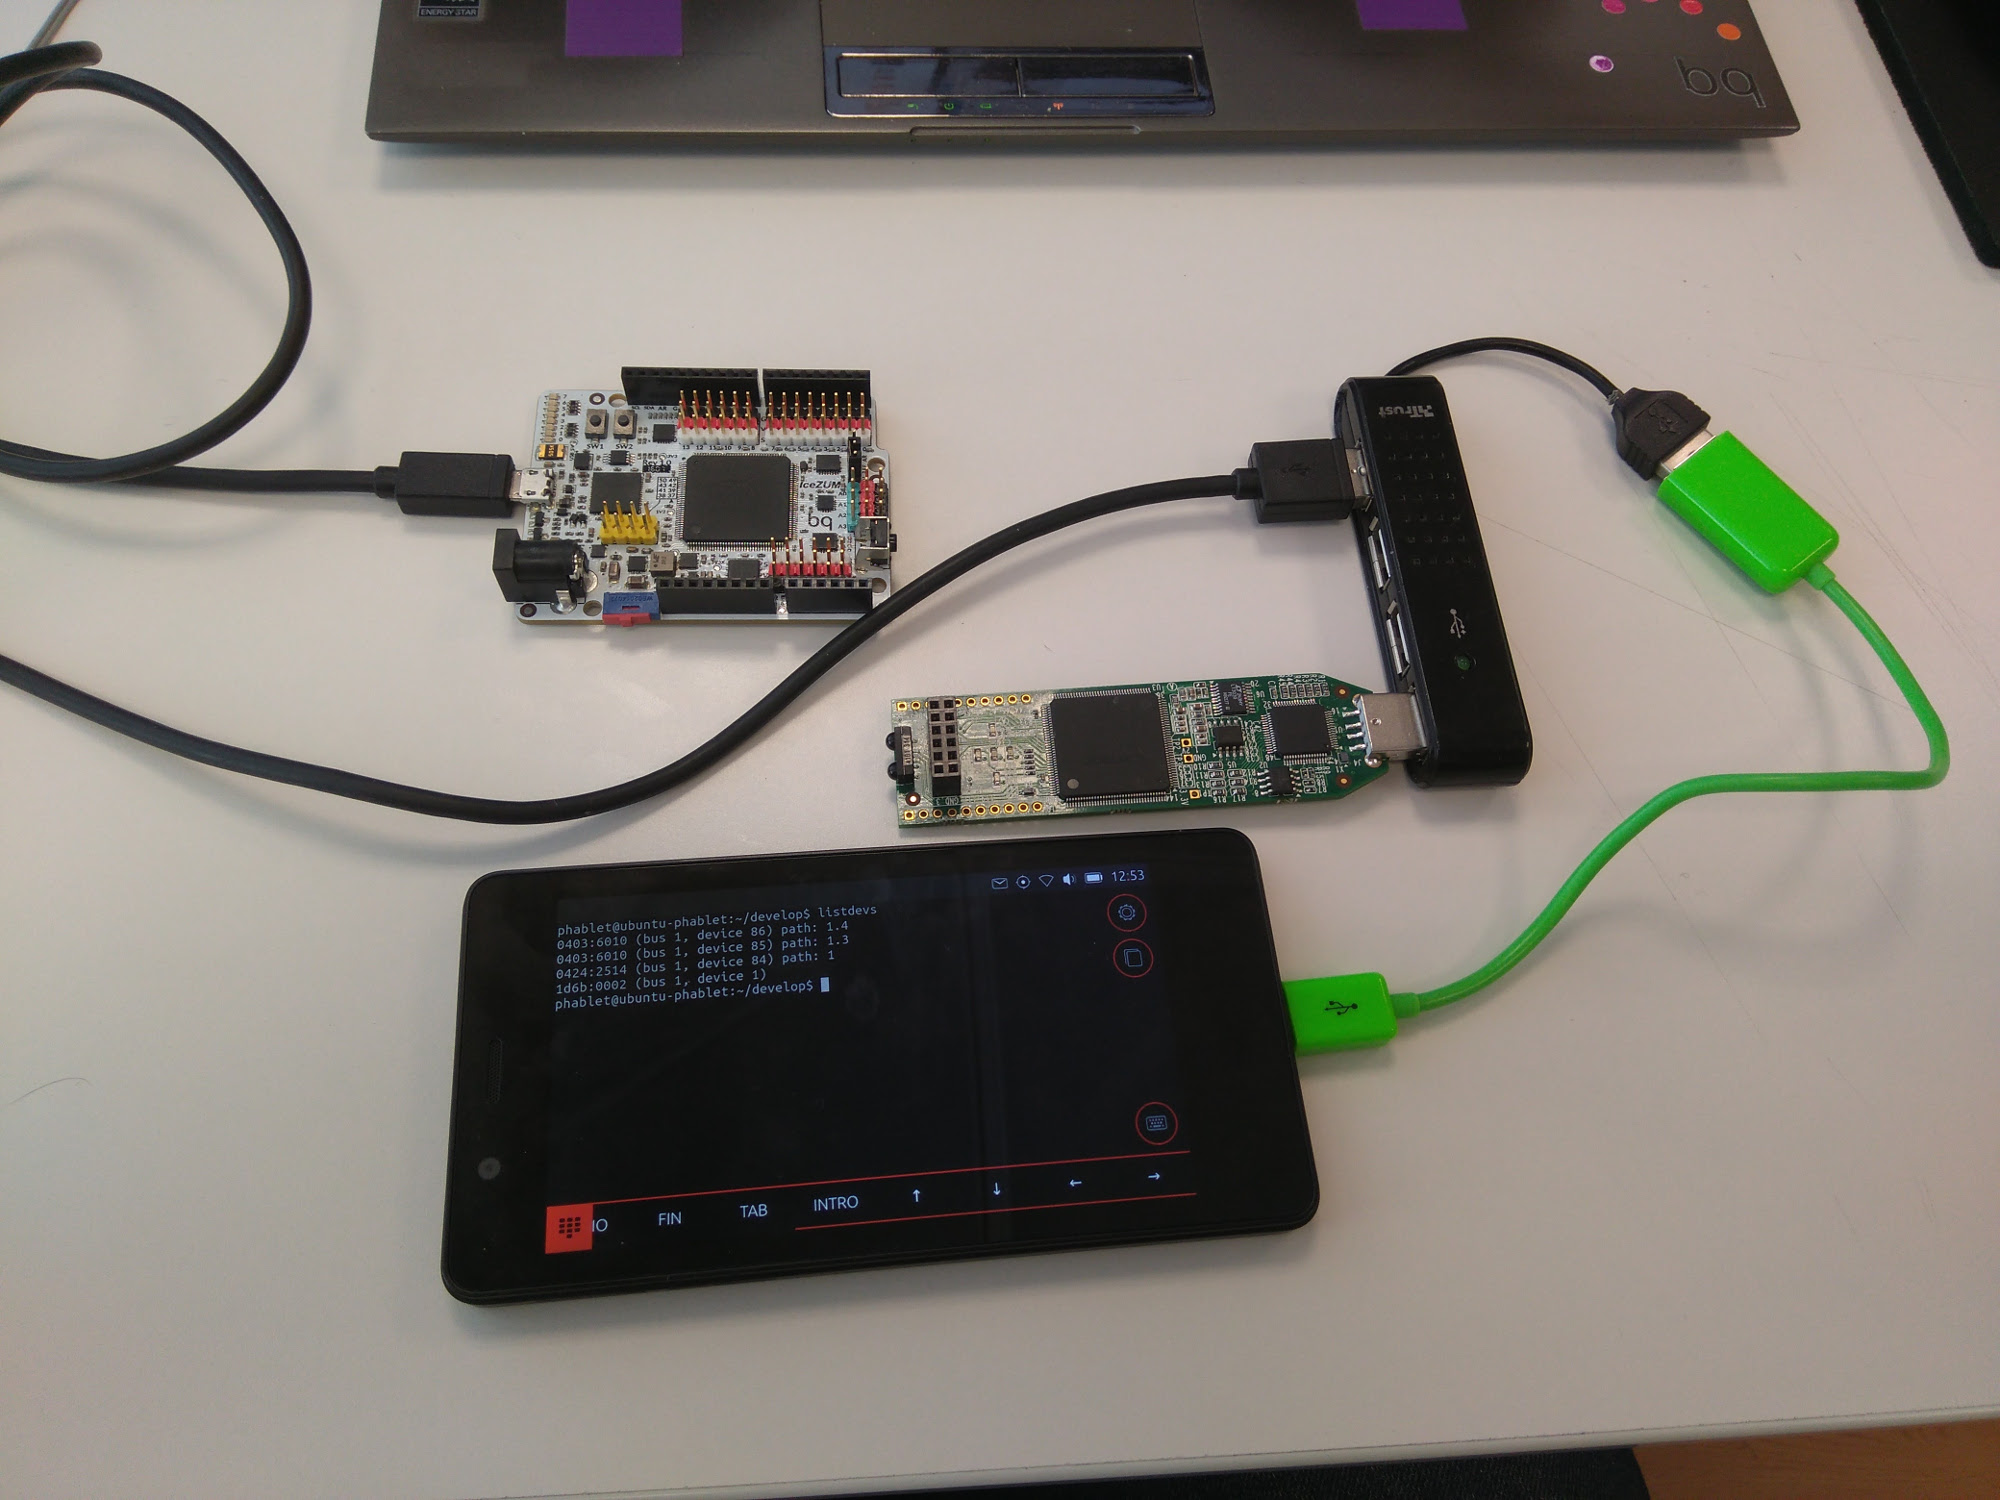 ENERGY STAR
bq
SW1 SW2
IceZUM
bq
Trust
GND
12:53
phablet@ubuntu-phablet:~/develop$ listdevs
0403:6010 (bus 1, device 86) path: 1.4
0403:6010 (bus 1, device 85) path: 1.3
0424:2514 (bus 1, device 84) path: 1
1d6b:0002 (bus 1, device 1)
phablet@ubuntu-phablet:~/develop$
IO FIN TAB INTRO ↑ ↓ ← →